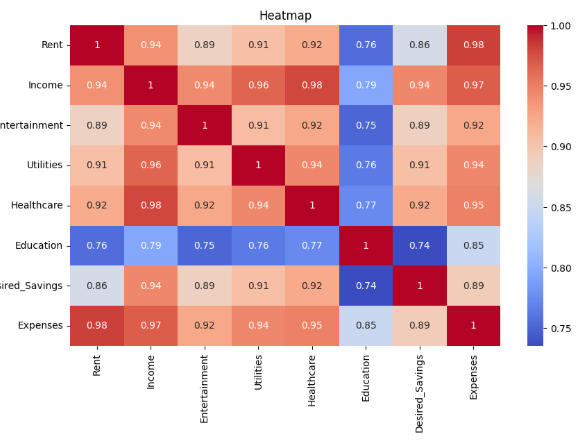 Heatmap
Rent 1 0.94 0.89 0.91 0.92 0.76 0.86 0.98
Income 0.94 1 0.94 0.96 0.98 0.79 0.94 0.97
ntertainment 0.89 0.94 1 0.91 0.92 0.75 0.89 0.92
Utilities 0.91 0.96 0.91 1 0.94 0.76 0.91 0.94
Healthcare 0.92 0.98 0.92 0.94 1 0.77 0.92 0.95
Education 0.76 0.79 0.75 0.76 0.77 1 0.74 0.85
sired_Savings 0.86 0.94 0.89 0.91 0.92 0.74 1 0.89
Expenses 0.98 0.97 0.92 0.94 0.95 0.85 0.89 1
Rent Income Entertainment Utilities Healthcare Education Desired_Savings Expenses
1.00
0.95
0.90
0.85
0.80
0.75